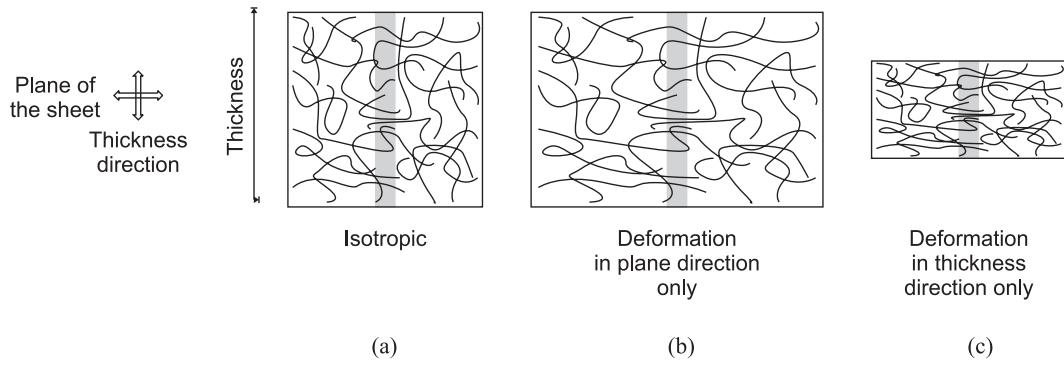 Plane of
the sheet
Thickness
direction
Thickness
Isotropic
(a)
Deformation
in plane direction
only
(b)
Deformation
in thickness
direction only
(c)